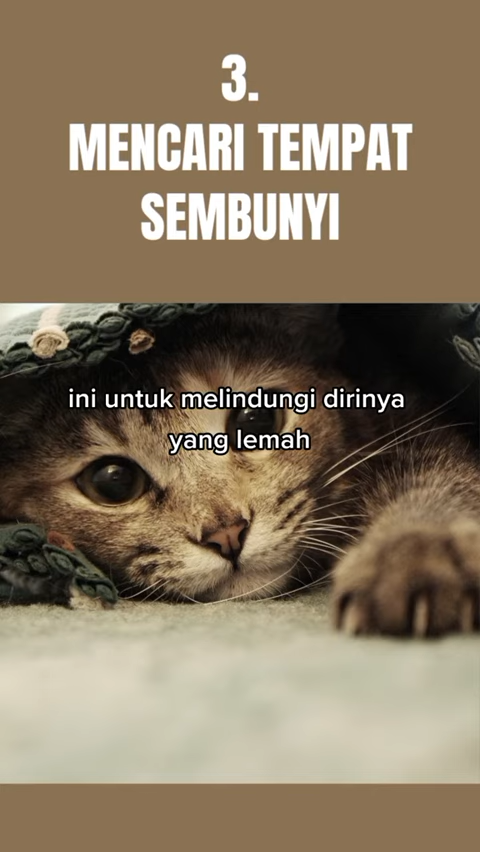 3.
MENCARI TEMPAT
SEMBUNYI
ini untuk melindungi dirinya
yang lemah